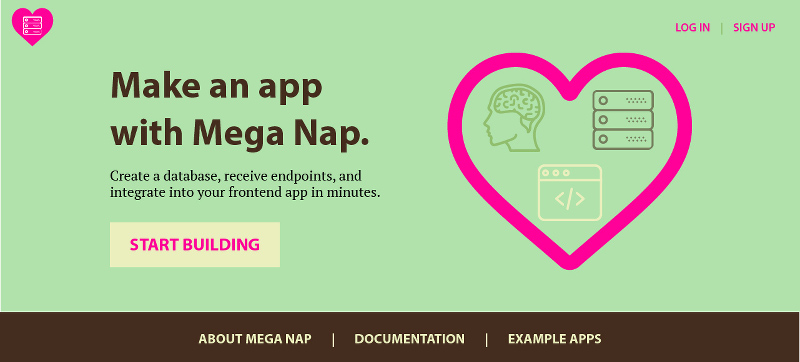 LOG IN | SIGN UP
Make an app
with Mega Nap.
Create a database, receive endpoints, and
integrate into your frontend app in minutes.
START BUILDING
</>
ABOUT MEGA NAP | DOCUMENTATION | EXAMPLE APPS